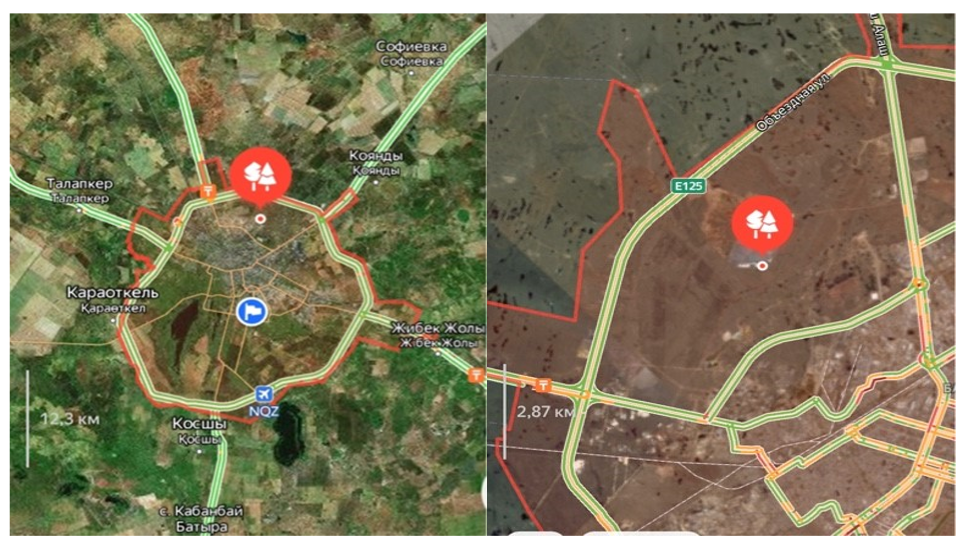 Софиевка
Софиевка
Коянды
Қоянды
Талапкер
Талапкер
Караоткель
Қараөткел
Жибек Жолы
Жібек Жолы
NQZ
12,3 км
Косшы
Қосшы
с. Кабанбай
Батыра
Алаш
Объездная ул
E125
2,87 км